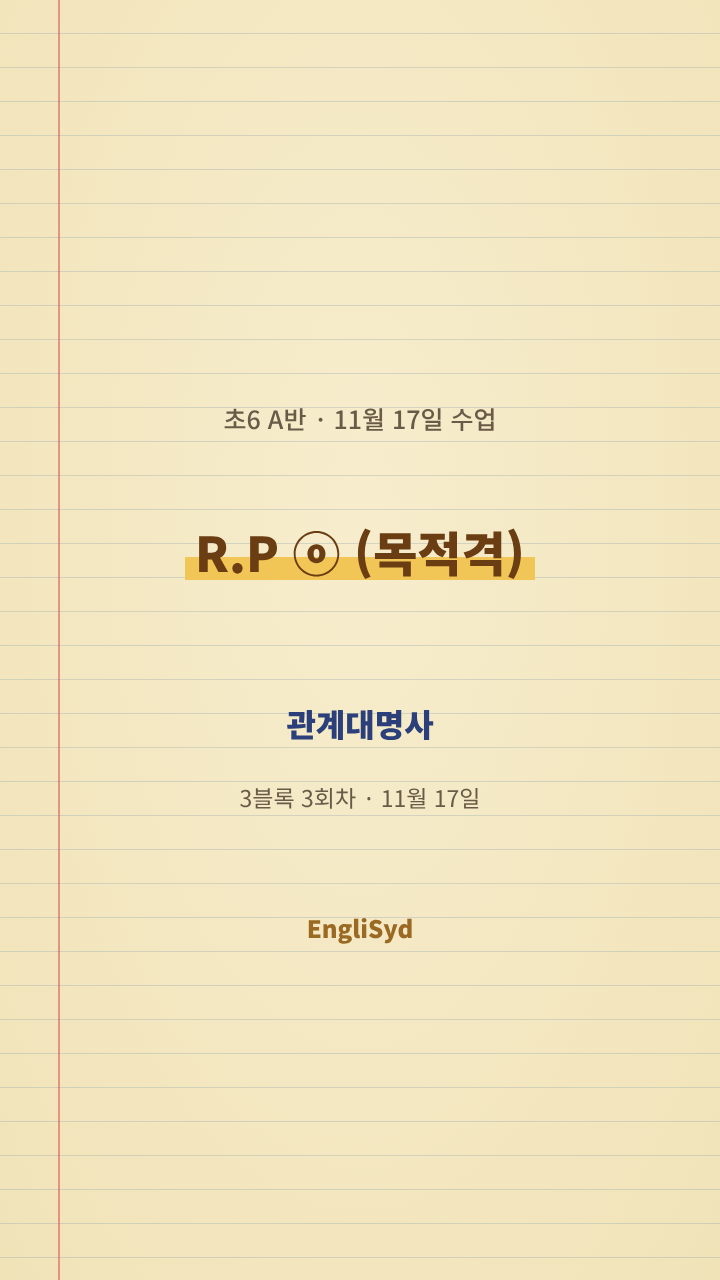 초6 A반 · 11월 17일 수업
R.P ⓞ (목적격)
관계대명사
3블록 3회차 · 11월 17일
EngliSyd